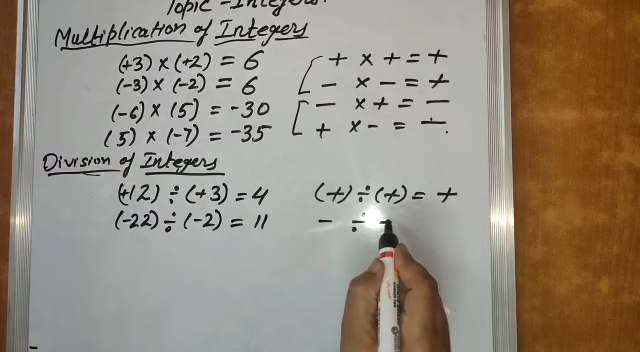 Topic - Integers
Multiplication of Integers
(+3) × (+2) = 6 + × + = +
(-3) × (-2) = 6 - × - = +
(-6) × (5) = -30 - × + = -
(5) × (-7) = -35 + × - = -.
Division of Integers
(+12) ÷ (+3) = 4 (+) ÷ (+) = +
(-22) ÷ (-2) = 11 - ÷ -